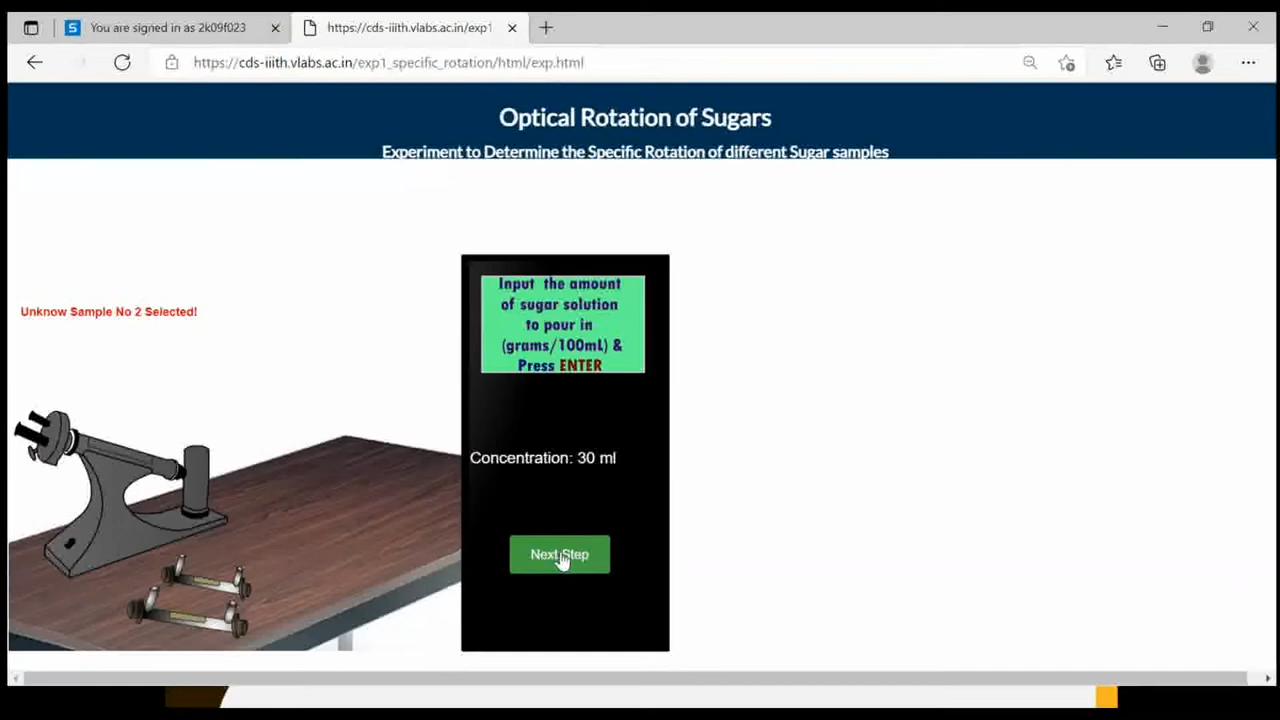 You are signed in as 2k09f023
https://cds-iiith.vlabs.ac.in/exp1
https://cds-iiith.vlabs.ac.in/exp1_specific_rotation/html/exp.html
Optical Rotation of Sugars
Experiment to Determine the Specific Rotation of different Sugar samples
Unknow Sample No 2 Selected!
Input the amount
of sugar solution
to pour in
(grams/100mL) &
Press ENTER
Concentration: 30 ml
Next Step